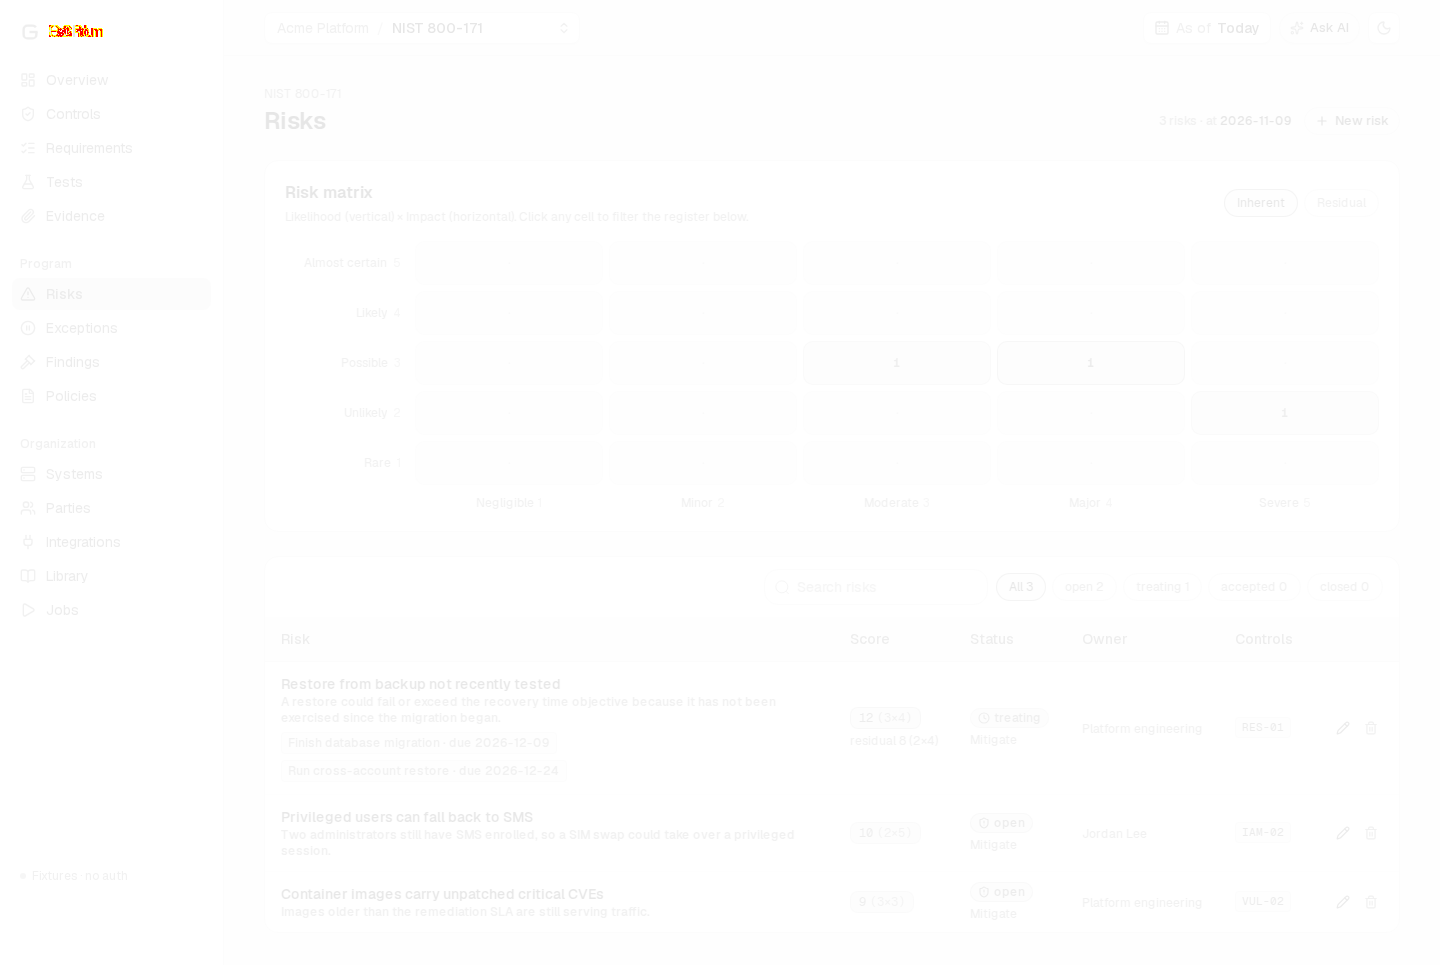 Acme Platform / NIST 800-171
As of Today
Ask AI
Overview
Controls
Requirements
Tests
Evidence
Program
Risks
Exceptions
Findings
Policies
Organization
Systems
Parties
Integrations
Library
Jobs
Fixtures · no auth
NIST 800-171
Risks
3 risks · at 2026-11-09
New risk
Risk matrix
Likelihood (vertical) × Impact (horizontal). Click any cell to filter the register below.
Inherent
Residual
Almost certain 5
Likely 4
Possible 3
1
1
Unlikely 2
1
Rare 1
Negligible 1
Minor 2
Moderate 3
Major 4
Severe 5
Search risks
All 3
open 2
treating 1
accepted 0
closed 0
Risk
Score
Status
Owner
Controls
Restore from backup not recently tested
A restore could fail or exceed the recovery time objective because it has not been
exercised since the migration began.
Finish database migration · due 2026-12-09
Run cross-account restore · due 2026-12-24
12 (3×4)
residual 8 (2×4)
treating
Mitigate
Platform engineering
RES-01
Privileged users can fall back to SMS
Two administrators still have SMS enrolled, so a SIM swap could take over a privileged
session.
10 (2×5)
open
Mitigate
Jordan Lee
IAM-02
Container images carry unpatched critical CVEs
Images older than the remediation SLA are still serving traffic.
9 (3×3)
open
Mitigate
Platform engineering
VUL-02